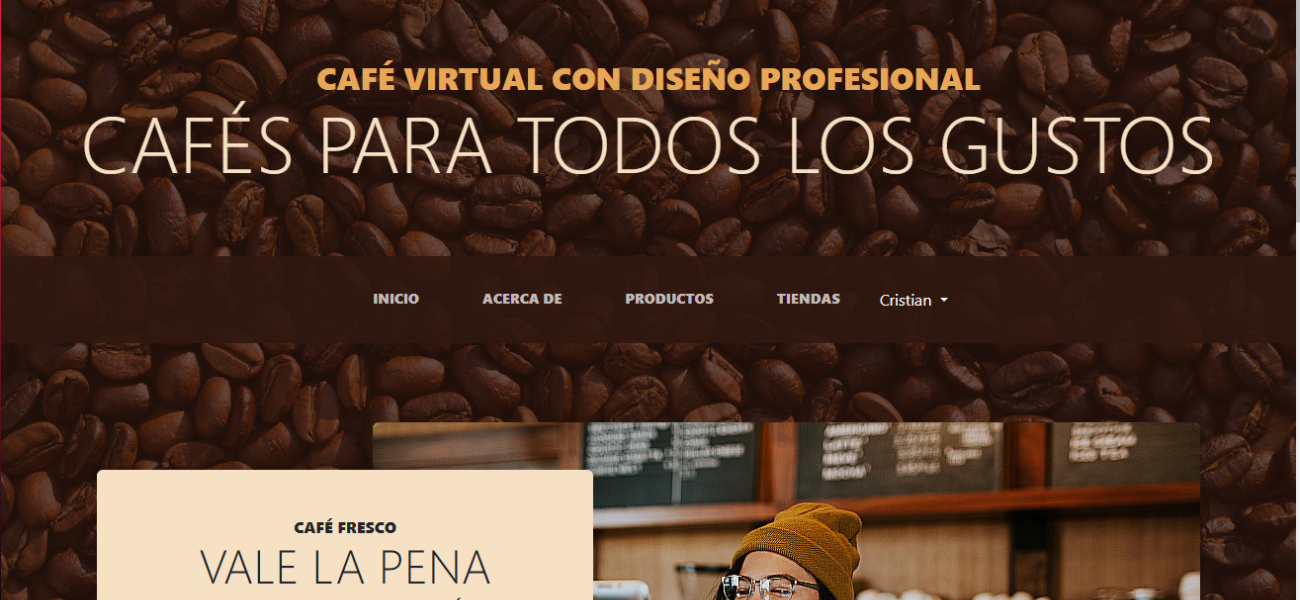 CAFÉ VIRTUAL CON DISEÑO PROFESIONAL
CAFÉS PARA TODOS LOS GUSTOS
INICIO ACERCA DE PRODUCTOS TIENDAS Cristian
CAFÉ FRESCO
VALE LA PENA